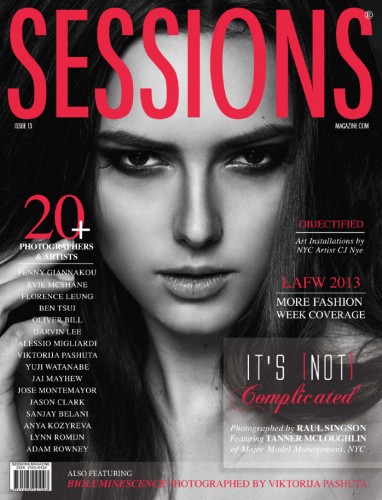 SESSIONS®
ISSUE 13
MAGAZINE.COM
20+
PHOTOGRAPHERS
& ARTISTS
PENNY GIANNAKOU
EVIE MCSHANE
FLORENCE LEUNG
BEN TSUI
OLIVER BILL
DARVIN LEE
ALESSIO MIGLIARDI
VIKTORIJA PASHUTA
YUJI WATANABE
JAI MAYHEW
JOSE MONTEMAYOR
JASON CLARK
SANJAY BELANI
ANYA KOZYREVA
LYNN ROMIJN
ADAM ROWNEY
OBJECTIFIED
Art Installations by
NYC Artist CJ Nye
LAFW 2013
MORE FASHION
WEEK COVERAGE
IT'S [NOT]
Complicated
Photographed by RAUL SINGSON
Featuring TANNER MCLOUGHLIN
of Major Model Management, NYC
SESSIONS MAGAZINE
ALSO FEATURING
BIOLUMINESCENCE PHOTOGRAPHED BY VIKTORIJA PASHUTA